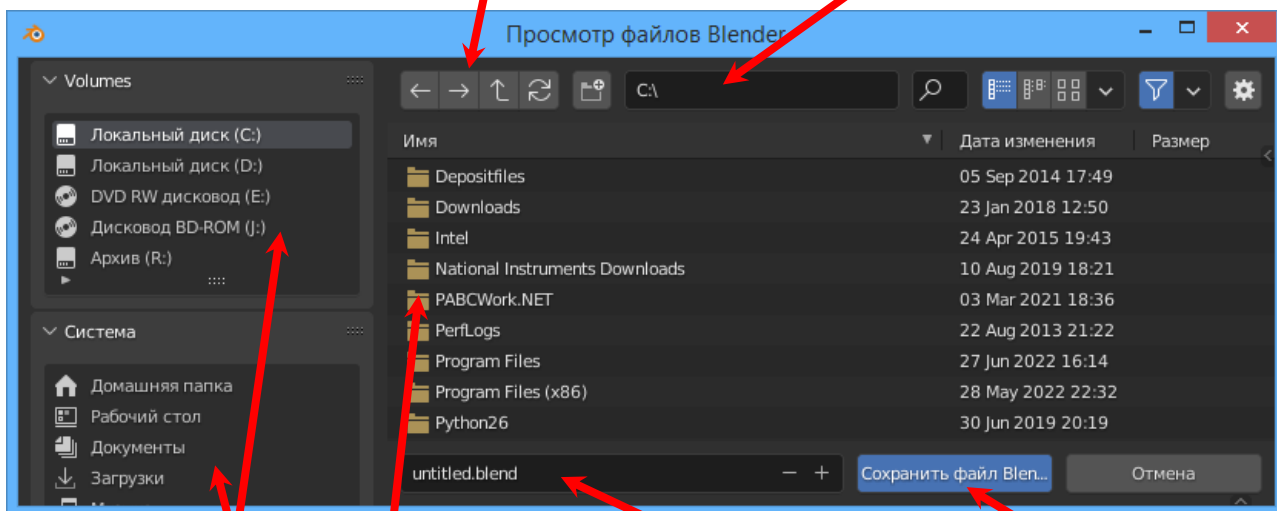 Просмотр файлов Blender
Volumes
Локальный диск (C:)
Локальный диск (D:)
DVD RW дисковод (E:)
Дисковод BD-ROM (J:)
Архив (R:)
Система
Домашняя папка
Рабочий стол
Документы
Загрузки
C:\
Имя Дата изменения Размер
Depositfiles 05 Sep 2014 17:49
Downloads 23 Jan 2018 12:50
Intel 24 Apr 2015 19:43
National Instruments Downloads 10 Aug 2019 18:21
PABCWork.NET 03 Mar 2021 18:36
PerfLogs 22 Aug 2013 21:22
Program Files 27 Jun 2022 16:14
Program Files (x86) 28 May 2022 22:32
Python26 30 Jun 2019 20:19
untitled.blend Сохранить файл Blen... Отмена